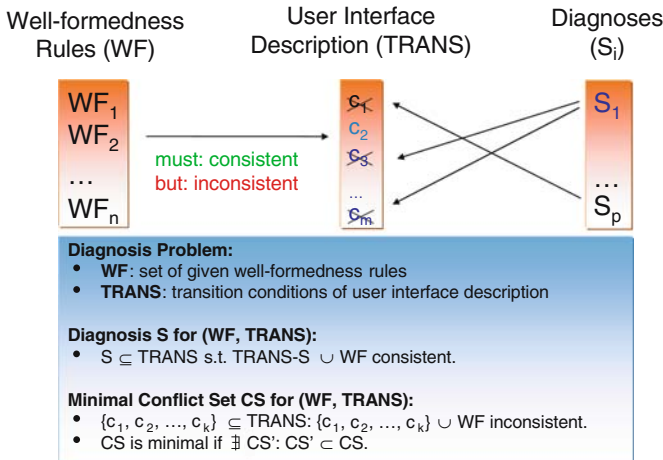 Well-formedness
Rules (WF)
User Interface
Description (TRANS)
Diagnoses
(Sᵢ)
WF₁
WF₂
…
WFₙ
must: consistent
but: inconsistent
c₁
c₂
c₃
...
cₘ
S₁
…
Sₚ
Diagnosis Problem:
• WF: set of given well-formedness rules
• TRANS: transition conditions of user interface description
Diagnosis S for (WF, TRANS):
• S ⊆ TRANS s.t. TRANS-S ∪ WF consistent.
Minimal Conflict Set CS for (WF, TRANS):
• {c₁, c₂, …, cₖ} ⊆ TRANS: {c₁, c₂, …, cₖ} ∪ WF inconsistent.
• CS is minimal if ∄ CS': CS' ⊂ CS.